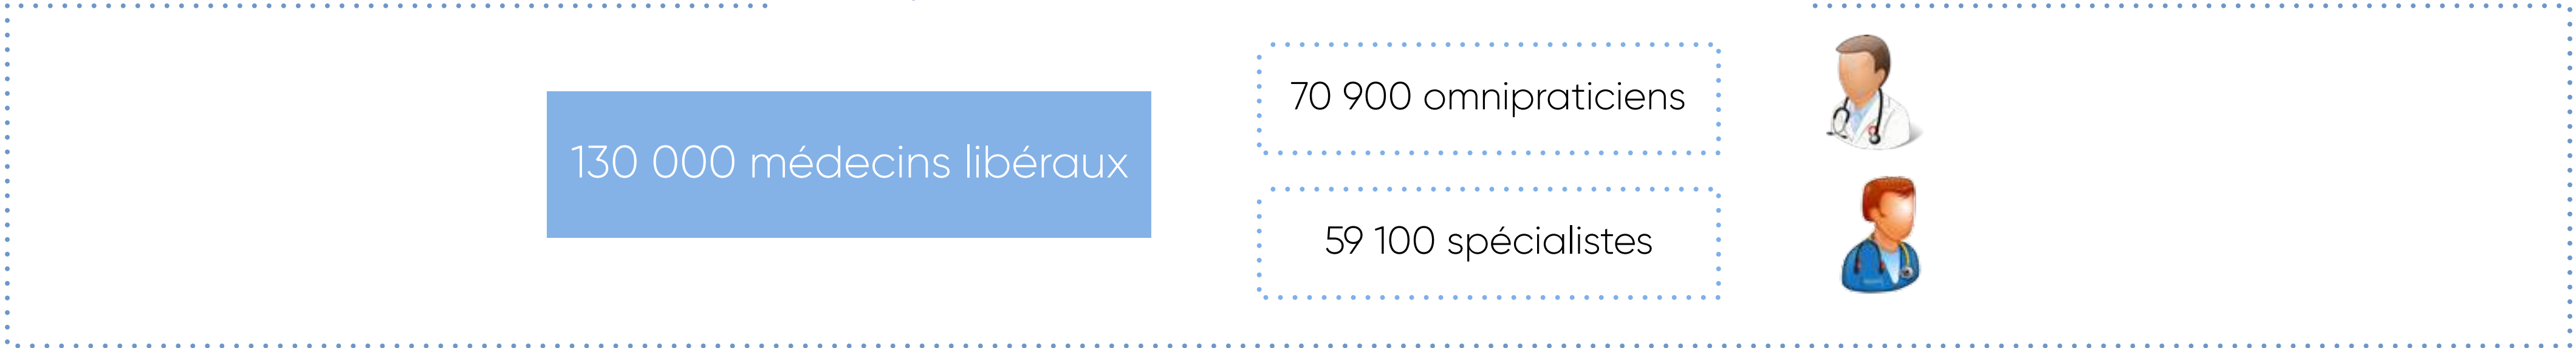 130 000 médecins libéraux
70 900 omnipraticiens
59 100 spécialistes